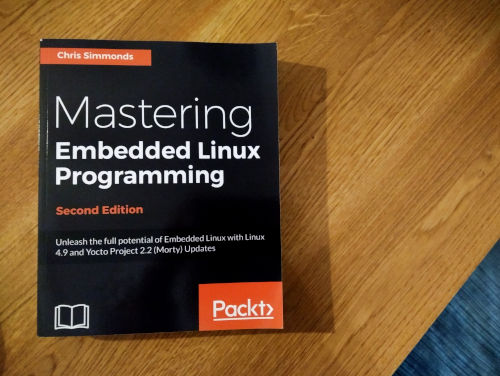 Chris Simmonds
Mastering
Embedded Linux
Programming
Second Edition
Unleash the full potential of Embedded Linux with Linux
4.9 and Yocto Project 2.2 (Morty) Updates
Packt>